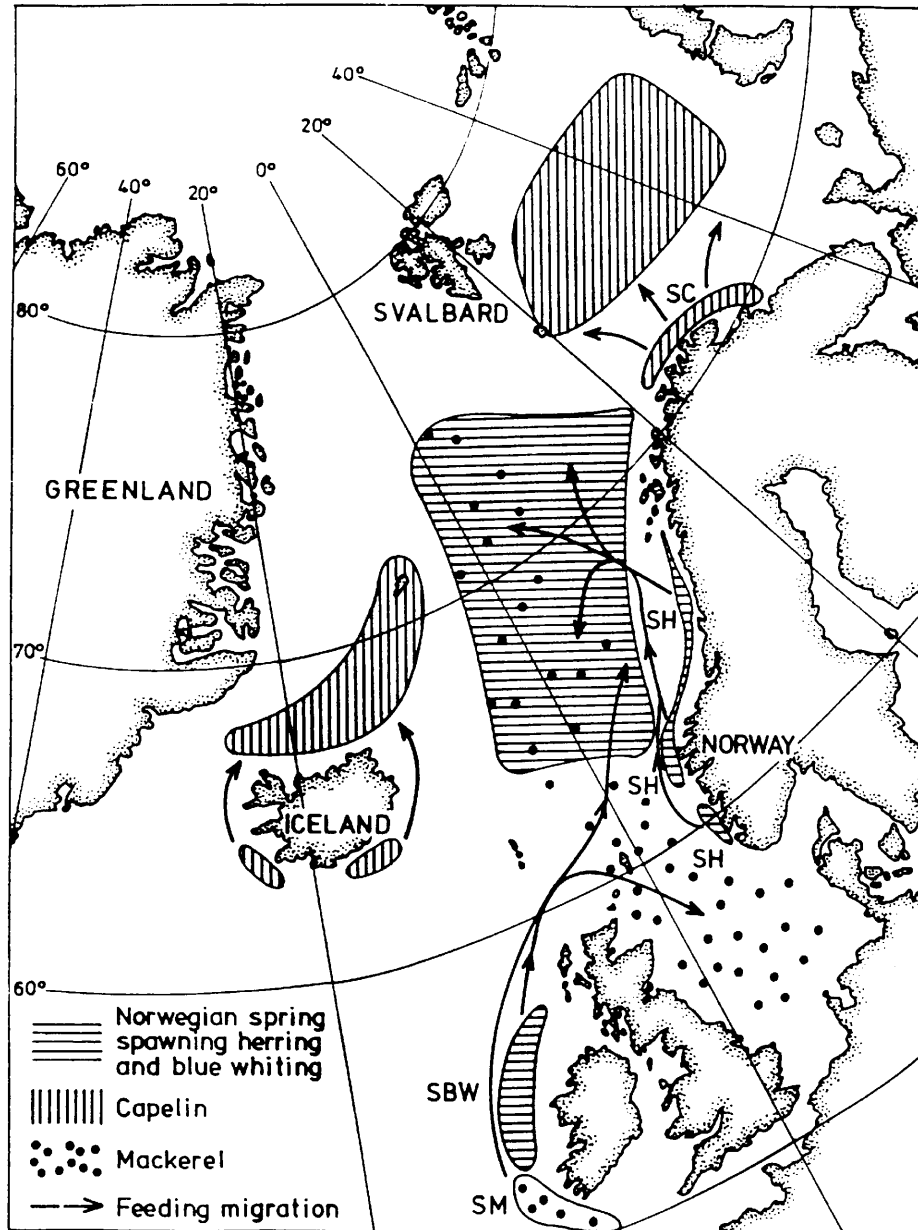 40°
20°
0°
60°
40°
20°
80°
SVALBARD
SC
GREENLAND
SH
70°
NORWAY
SH
ICELAND
SH
60°
Norwegian spring
spawning herring
and blue whiting
SBW
Capelin
Mackerel
SM
Feeding migration